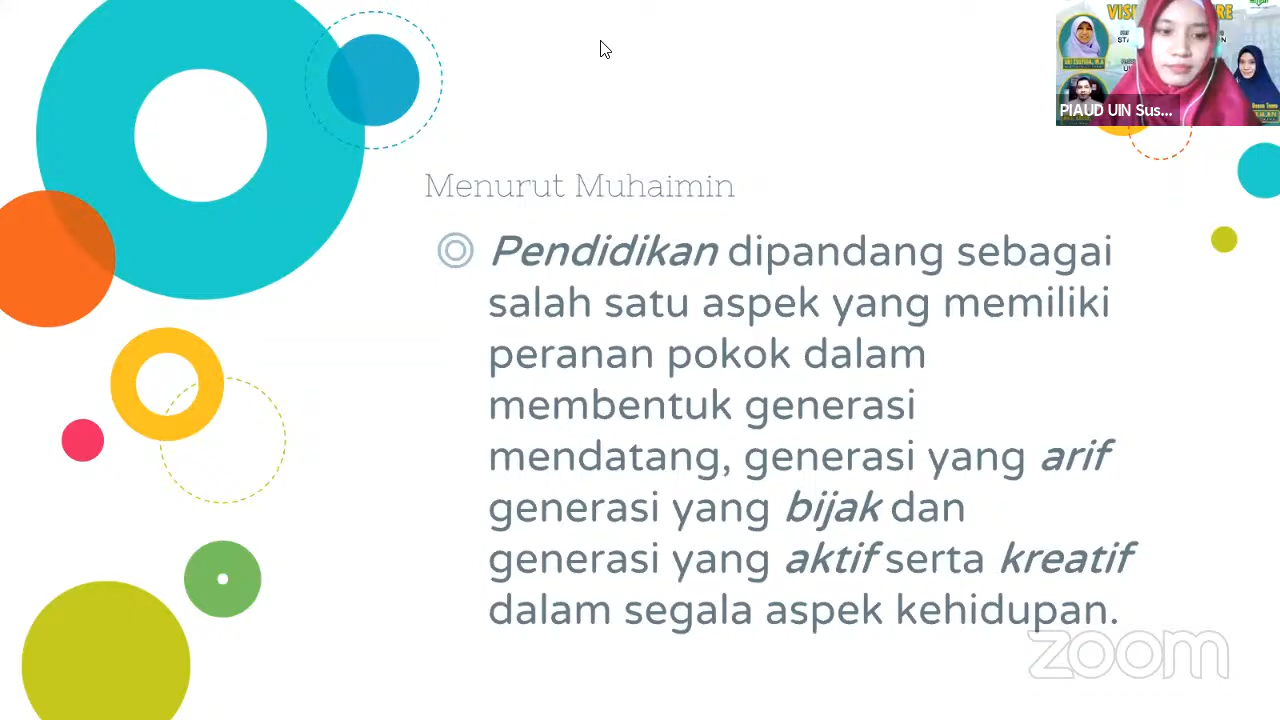 Menurut Muhaimin
Pendidikan dipandang sebagai
salah satu aspek yang memiliki
peranan pokok dalam
membentuk generasi
mendatang, generasi yang arif
generasi yang bijak dan
generasi yang aktif serta kreatif
dalam segala aspek kehidupan.
PIAUD UIN Sus...
zoom